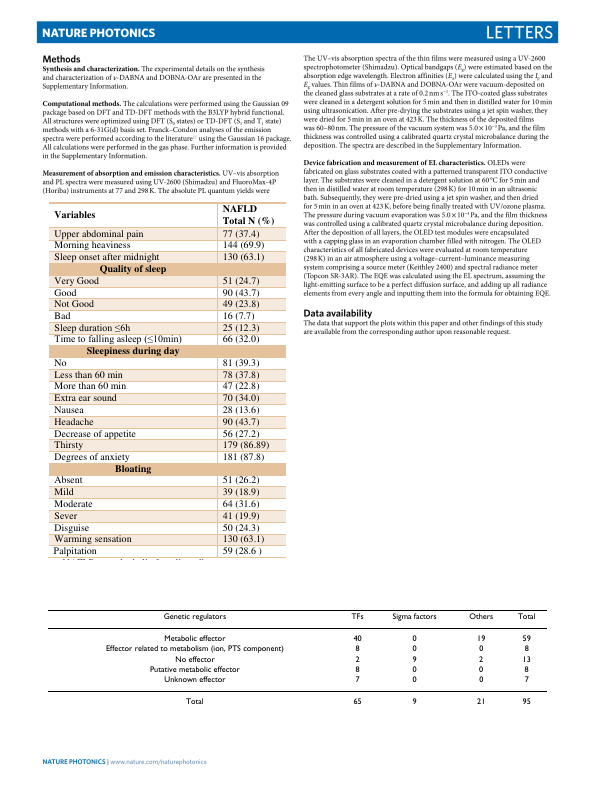 NATURE PHOTONICS
LETTERS
Methods
Synthesis and characterization. The experimental details on the synthesis
and characterization of ν-DABNA and DOBNA-OAr are presented in the
Supplementary Information.
Computational methods. The calculations were performed using the Gaussian 09
package based on DFT and TD-DFT methods with the B3LYP hybrid functional.
All structures were optimized using DFT (S₀ states) or TD-DFT (S₁ and T₁ state)
methods with a 6-31G(d) basis set. Franck–Condon analyses of the emission
spectra were performed according to the literature using the Gaussian 16 package.
All calculations were performed in the gas phase. Further information is provided
in the Supplementary Information.
Measurement of absorption and emission characteristics. UV–vis absorption
and PL spectra were measured using UV-2600 (Shimadzu) and FluoroMax-4P
(Horiba) instruments at 77 and 298 K. The absolute PL quantum yields were
Variables
NAFLD
Total N (%)
Upper abdominal pain 77 (37.4)
Morning heaviness 144 (69.9)
Sleep onset after midnight 130 (63.1)
Quality of sleep
Very Good 51 (24.7)
Good 90 (43.7)
Not Good 49 (23.8)
Bad 16 (7.7)
Sleep duration ≤6h 25 (12.3)
Time to falling asleep (≤10min) 66 (32.0)
Sleepiness during day
No 81 (39.3)
Less than 60 min 78 (37.8)
More than 60 min 47 (22.8)
Extra ear sound 70 (34.0)
Nausea 28 (13.6)
Headache 90 (43.7)
Decrease of appetite 56 (27.2)
Thirsty 179 (86.89)
Degrees of anxiety 181 (87.8)
Bloating
Absent 51 (26.2)
Mild 39 (18.9)
Moderate 64 (31.6)
Sever 41 (19.9)
Disguise 50 (24.3)
Warming sensation 130 (63.1)
Palpitation 59 (28.6 )
The UV–vis absorption spectra of the thin films were measured using a UV-2600
spectrophotometer (Shimadzu). Optical bandgaps (Eg) were estimated based on the
absorption edge wavelength. Electron affinities (Ec) were calculated using the Ip and
Eg values. Thin films of ν-DABNA and DOBNA-OAr were vacuum-deposited on
the cleaned glass substrates at a rate of 0.2 nm s⁻¹. The ITO-coated glass substrates
were cleaned in a detergent solution for 5 min and then in distilled water for 10 min
using ultrasonication. After pre-drying the substrates using a jet spin washer, they
were dried for 5 min in an oven at 423 K. The thickness of the deposited films
was 60–80 nm. The pressure of the vacuum system was 5.0 × 10⁻⁴ Pa, and the film
thickness was controlled using a calibrated quartz crystal microbalance during the
deposition. The spectra are described in the Supplementary Information.
Device fabrication and measurement of EL characteristics. OLEDs were
fabricated on glass substrates coated with a patterned transparent ITO conductive
layer. The substrates were cleaned in a detergent solution at 60 °C for 5 min and
then in distilled water at room temperature (298 K) for 10 min in an ultrasonic
bath. Subsequently, they were pre-dried using a jet spin washer, and then dried
for 5 min in an oven at 423 K, before being finally treated with UV/ozone plasma.
The pressure during vacuum evaporation was 5.0 × 10⁻⁴ Pa, and the film thickness
was controlled using a calibrated quartz crystal microbalance during deposition.
After deposition of all layers, the OLED test modules were encapsulated
with a capping glass in an evaporation chamber filled with nitrogen. The OLED
characteristics of all fabricated devices were evaluated at room temperature
(298 K) in an air atmosphere using a voltage–current–luminance measuring
system comprising a source meter (Keithley 2400) and spectral radiance meter
(Topcon SR-3AR). The EQE was calculated using the EL spectrum, assuming the
light-emitting surface to be a perfect diffusion surface, and adding up all radiance
elements from every angle and inputting them into the formula for obtaining EQE.
Data availability
The data that support the plots within this paper and other findings of this study
are available from the corresponding author upon reasonable request.
Genetic regulators TFs Sigma factors Others Total
Metabolic effector 40 0 19 59
Effector related to metabolism (ion, PTS component) 8 0 0 8
No effector 2 9 2 13
Putative metabolic effector 8 0 0 8
Unknown effector 7 0 0 7
Total 65 9 21 95
NATURE PHOTONICS | www.nature.com/naturephotonics